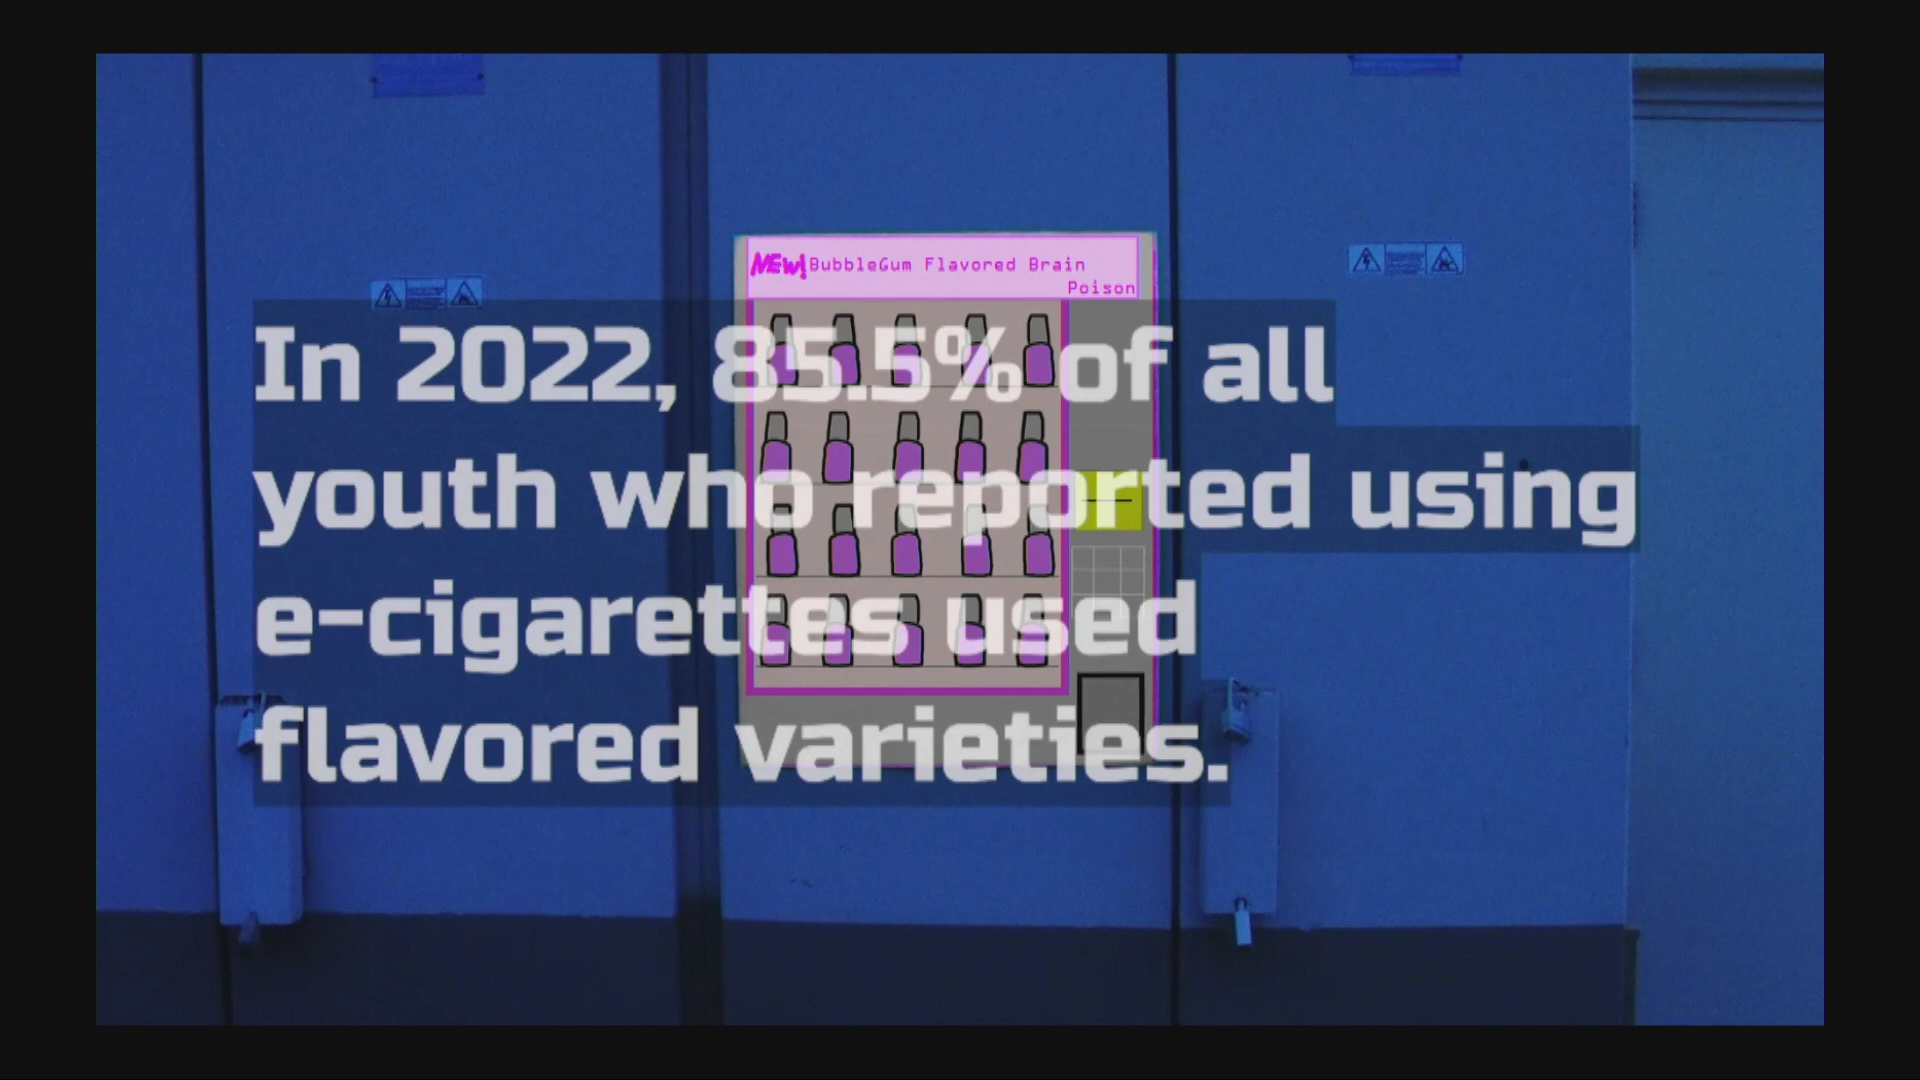 NEW! BubbleGum Flavored Brain
Poison
In 2022, 85.5% of all
youth who reported using
e-cigarettes used
flavored varieties.